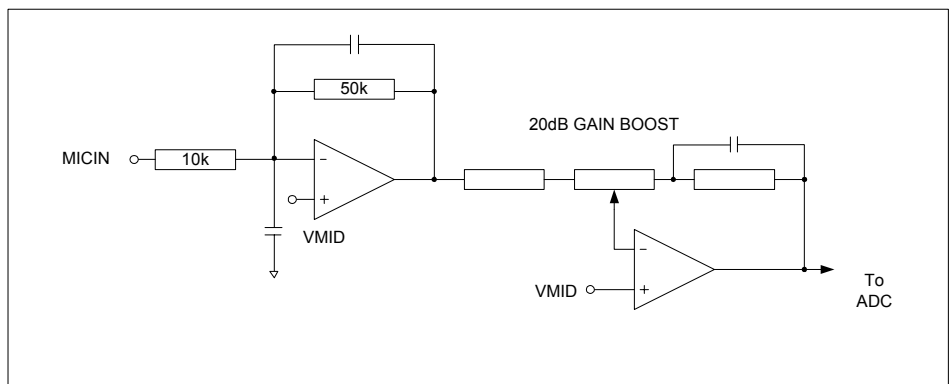 50k
20dB GAIN BOOST
MICIN
10k
−
+
VMID
−
+
VMID
To
ADC